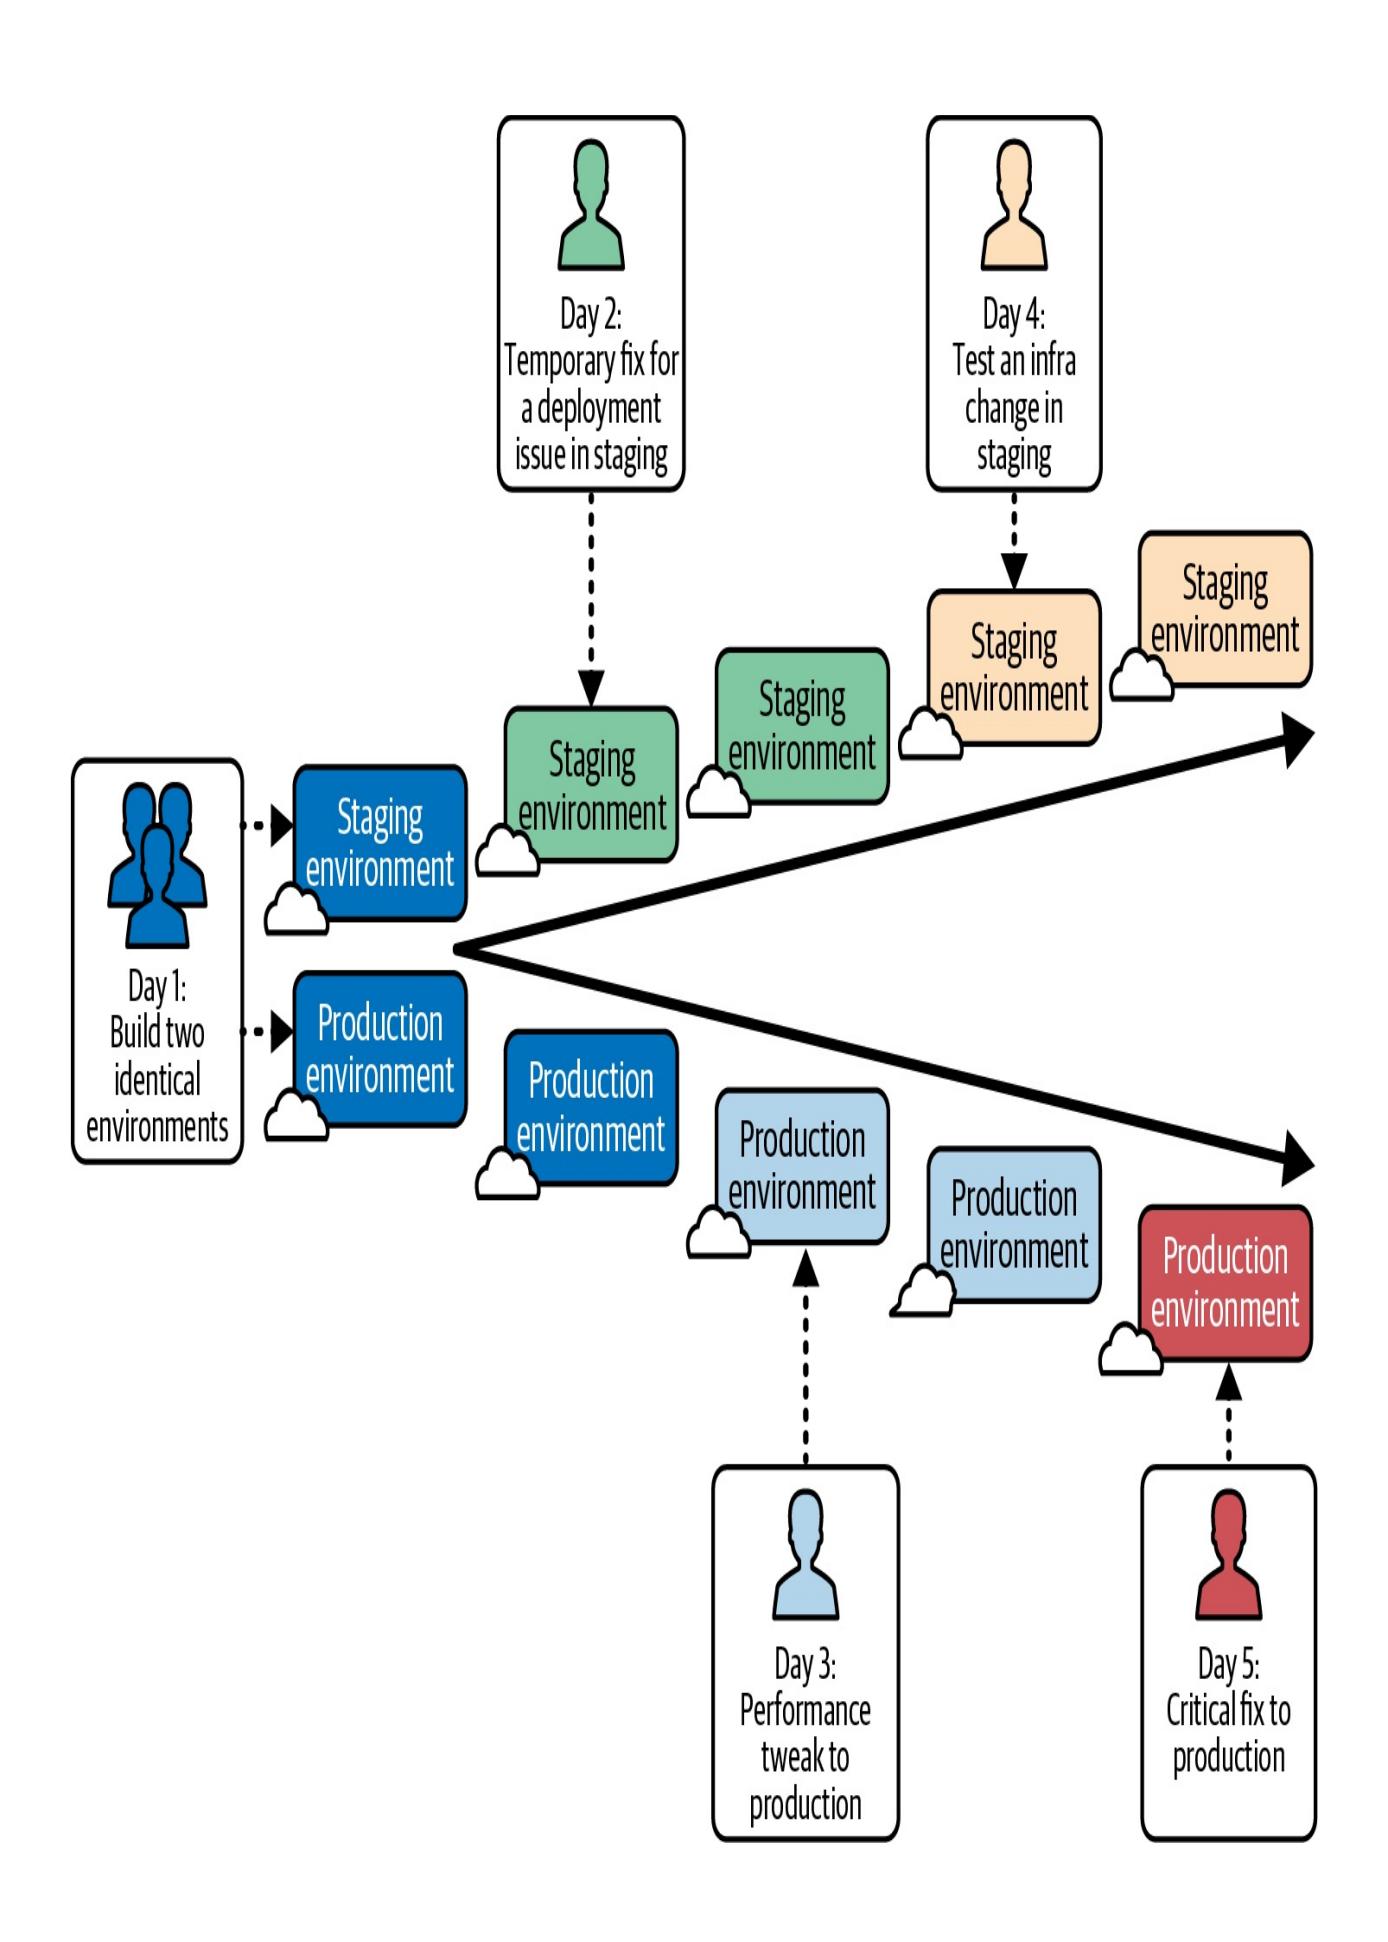 Day 2:
Temporary fix for
a deployment
issue in staging
Day 4:
Test an infra
change in
staging
Staging
environment
Staging
environment
Staging
environment
Staging
environment
Staging
environment
Day 1:
Build two
identical
environments
Production
environment
Production
environment
Production
environment
Production
environment
Production
environment
Day 3:
Performance
tweak to
production
Day 5:
Critical fix to
production